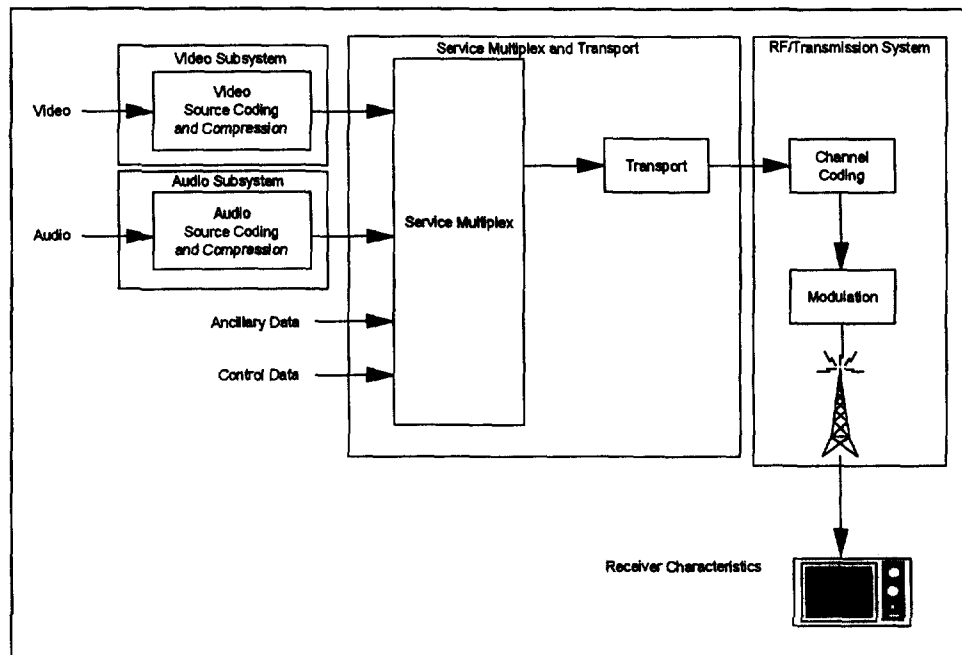 Video Subsystem
Video
Video
Source Coding
and Compression
Audio Subsystem
Audio
Audio
Source Coding
and Compression
Ancillary Data
Control Data
Service Multiplex and Transport
Service Multiplex
Transport
RF/Transmission System
Channel
Coding
Modulation
Receiver Characteristics